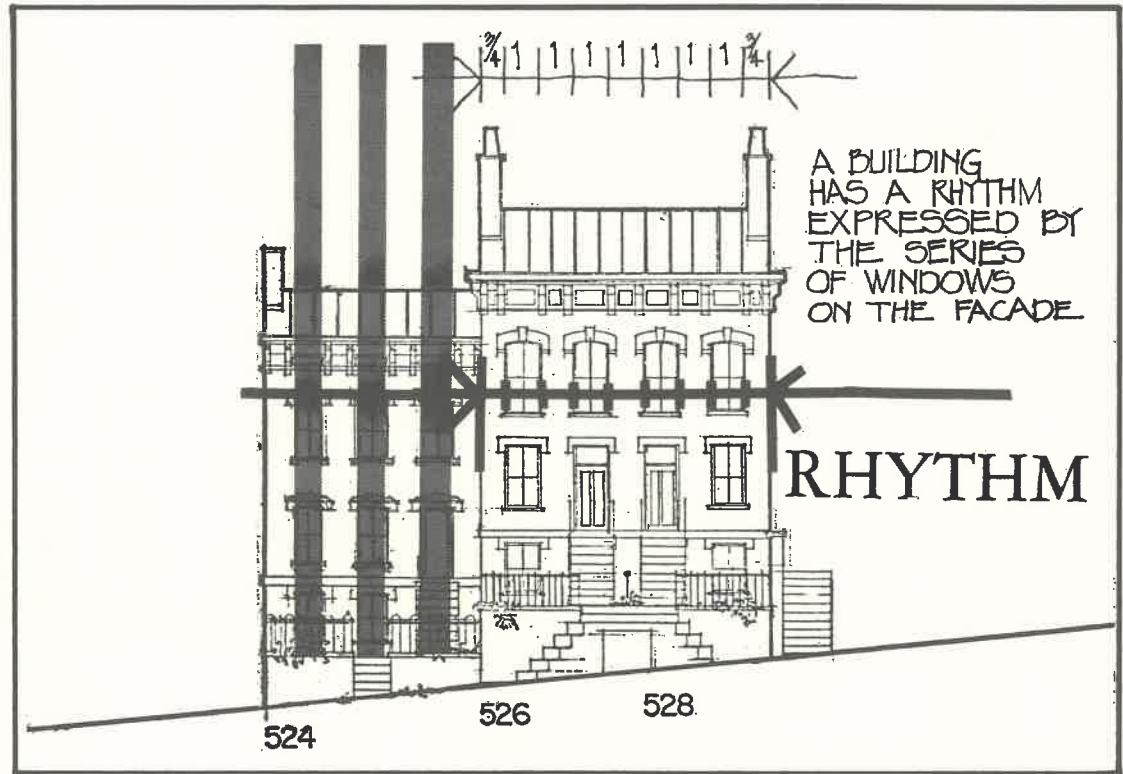 3/4 1 1 1 1 1 1 1 3/4
A BUILDING
HAS A RHYTHM
EXPRESSED BY
THE SERIES
OF WINDOWS
ON THE FACADE
RHYTHM
524
526
528